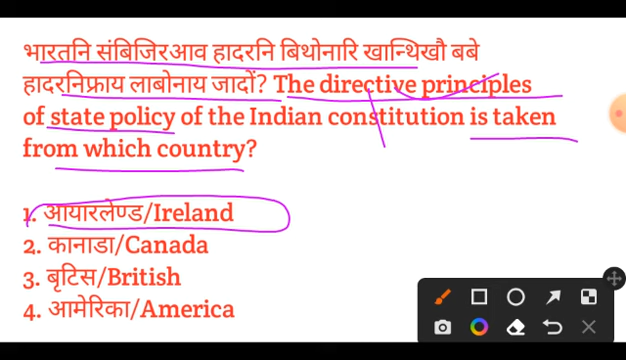 भारतनि संबिजिरआव हादरनि बिथोनारि खान्थिखौ बबे
हादरनिफ्राय लाबोनाय जादों? The directive principles
of state policy of the Indian constitution is taken
from which country?
1. आयारलेण्ड/Ireland
2. कानाडा/Canada
3. बृटिस/British
4. आमेरिका/America